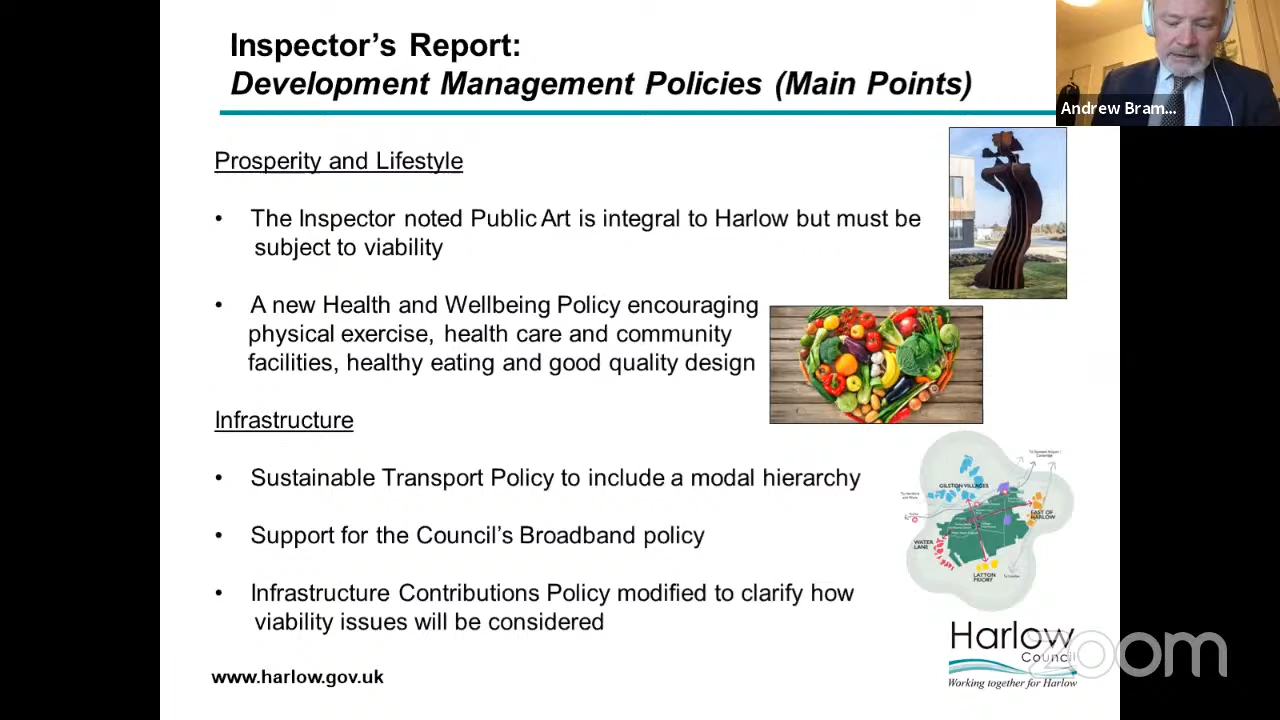 Inspector's Report:
Development Management Policies (Main Points)
Andrew Bram...
Prosperity and Lifestyle
• The Inspector noted Public Art is integral to Harlow but must be
subject to viability
• A new Health and Wellbeing Policy encouraging
physical exercise, health care and community
facilities, healthy eating and good quality design
Infrastructure
• Sustainable Transport Policy to include a modal hierarchy
GILSTON VILLAGES
EAST OF
HARLOW
WATER
LANE
LATTON
PRIORY
• Support for the Council's Broadband policy
• Infrastructure Contributions Policy modified to clarify how
viability issues will be considered
Harlow
Council
Working together for Harlow
zoom
www.harlow.gov.uk